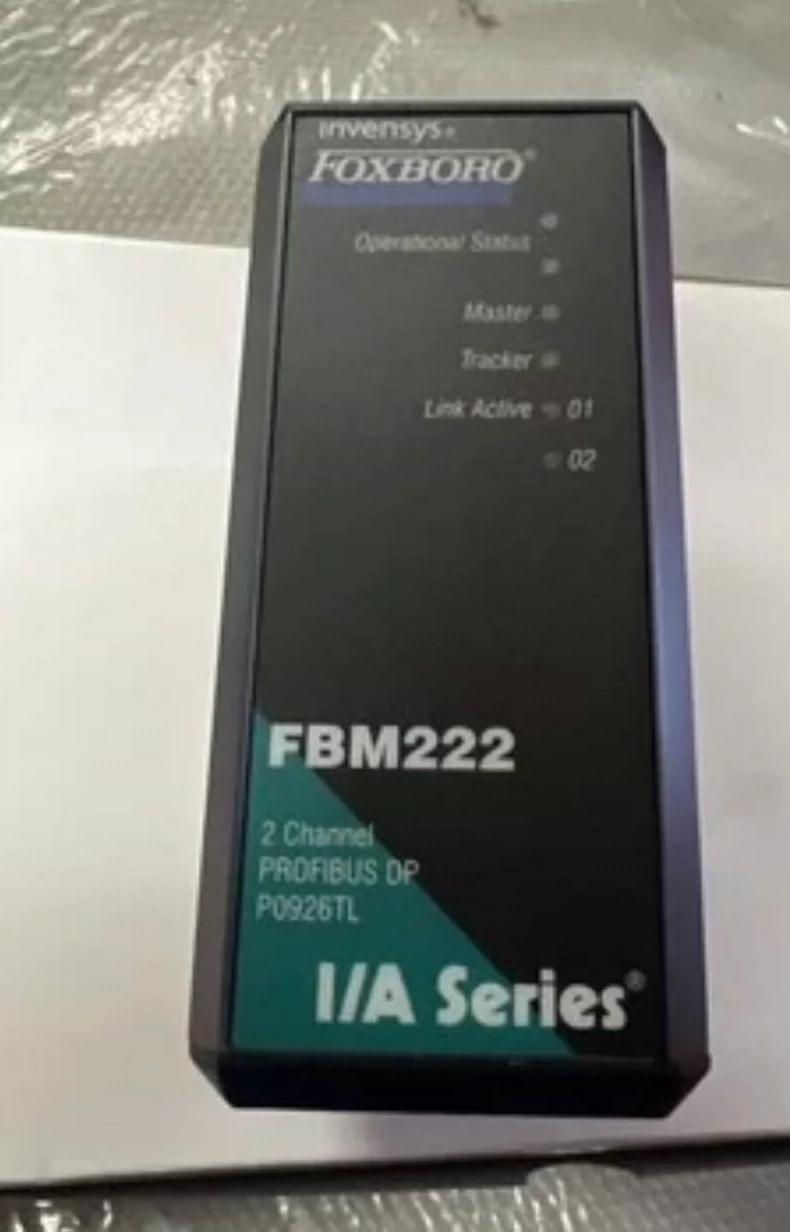 invensys®
FOXBORO®
Operational Status
Master
Tracker
Link Active 01
02
FBM222
2 Channel
PROFIBUS DP
P0926TL
I/A Series®